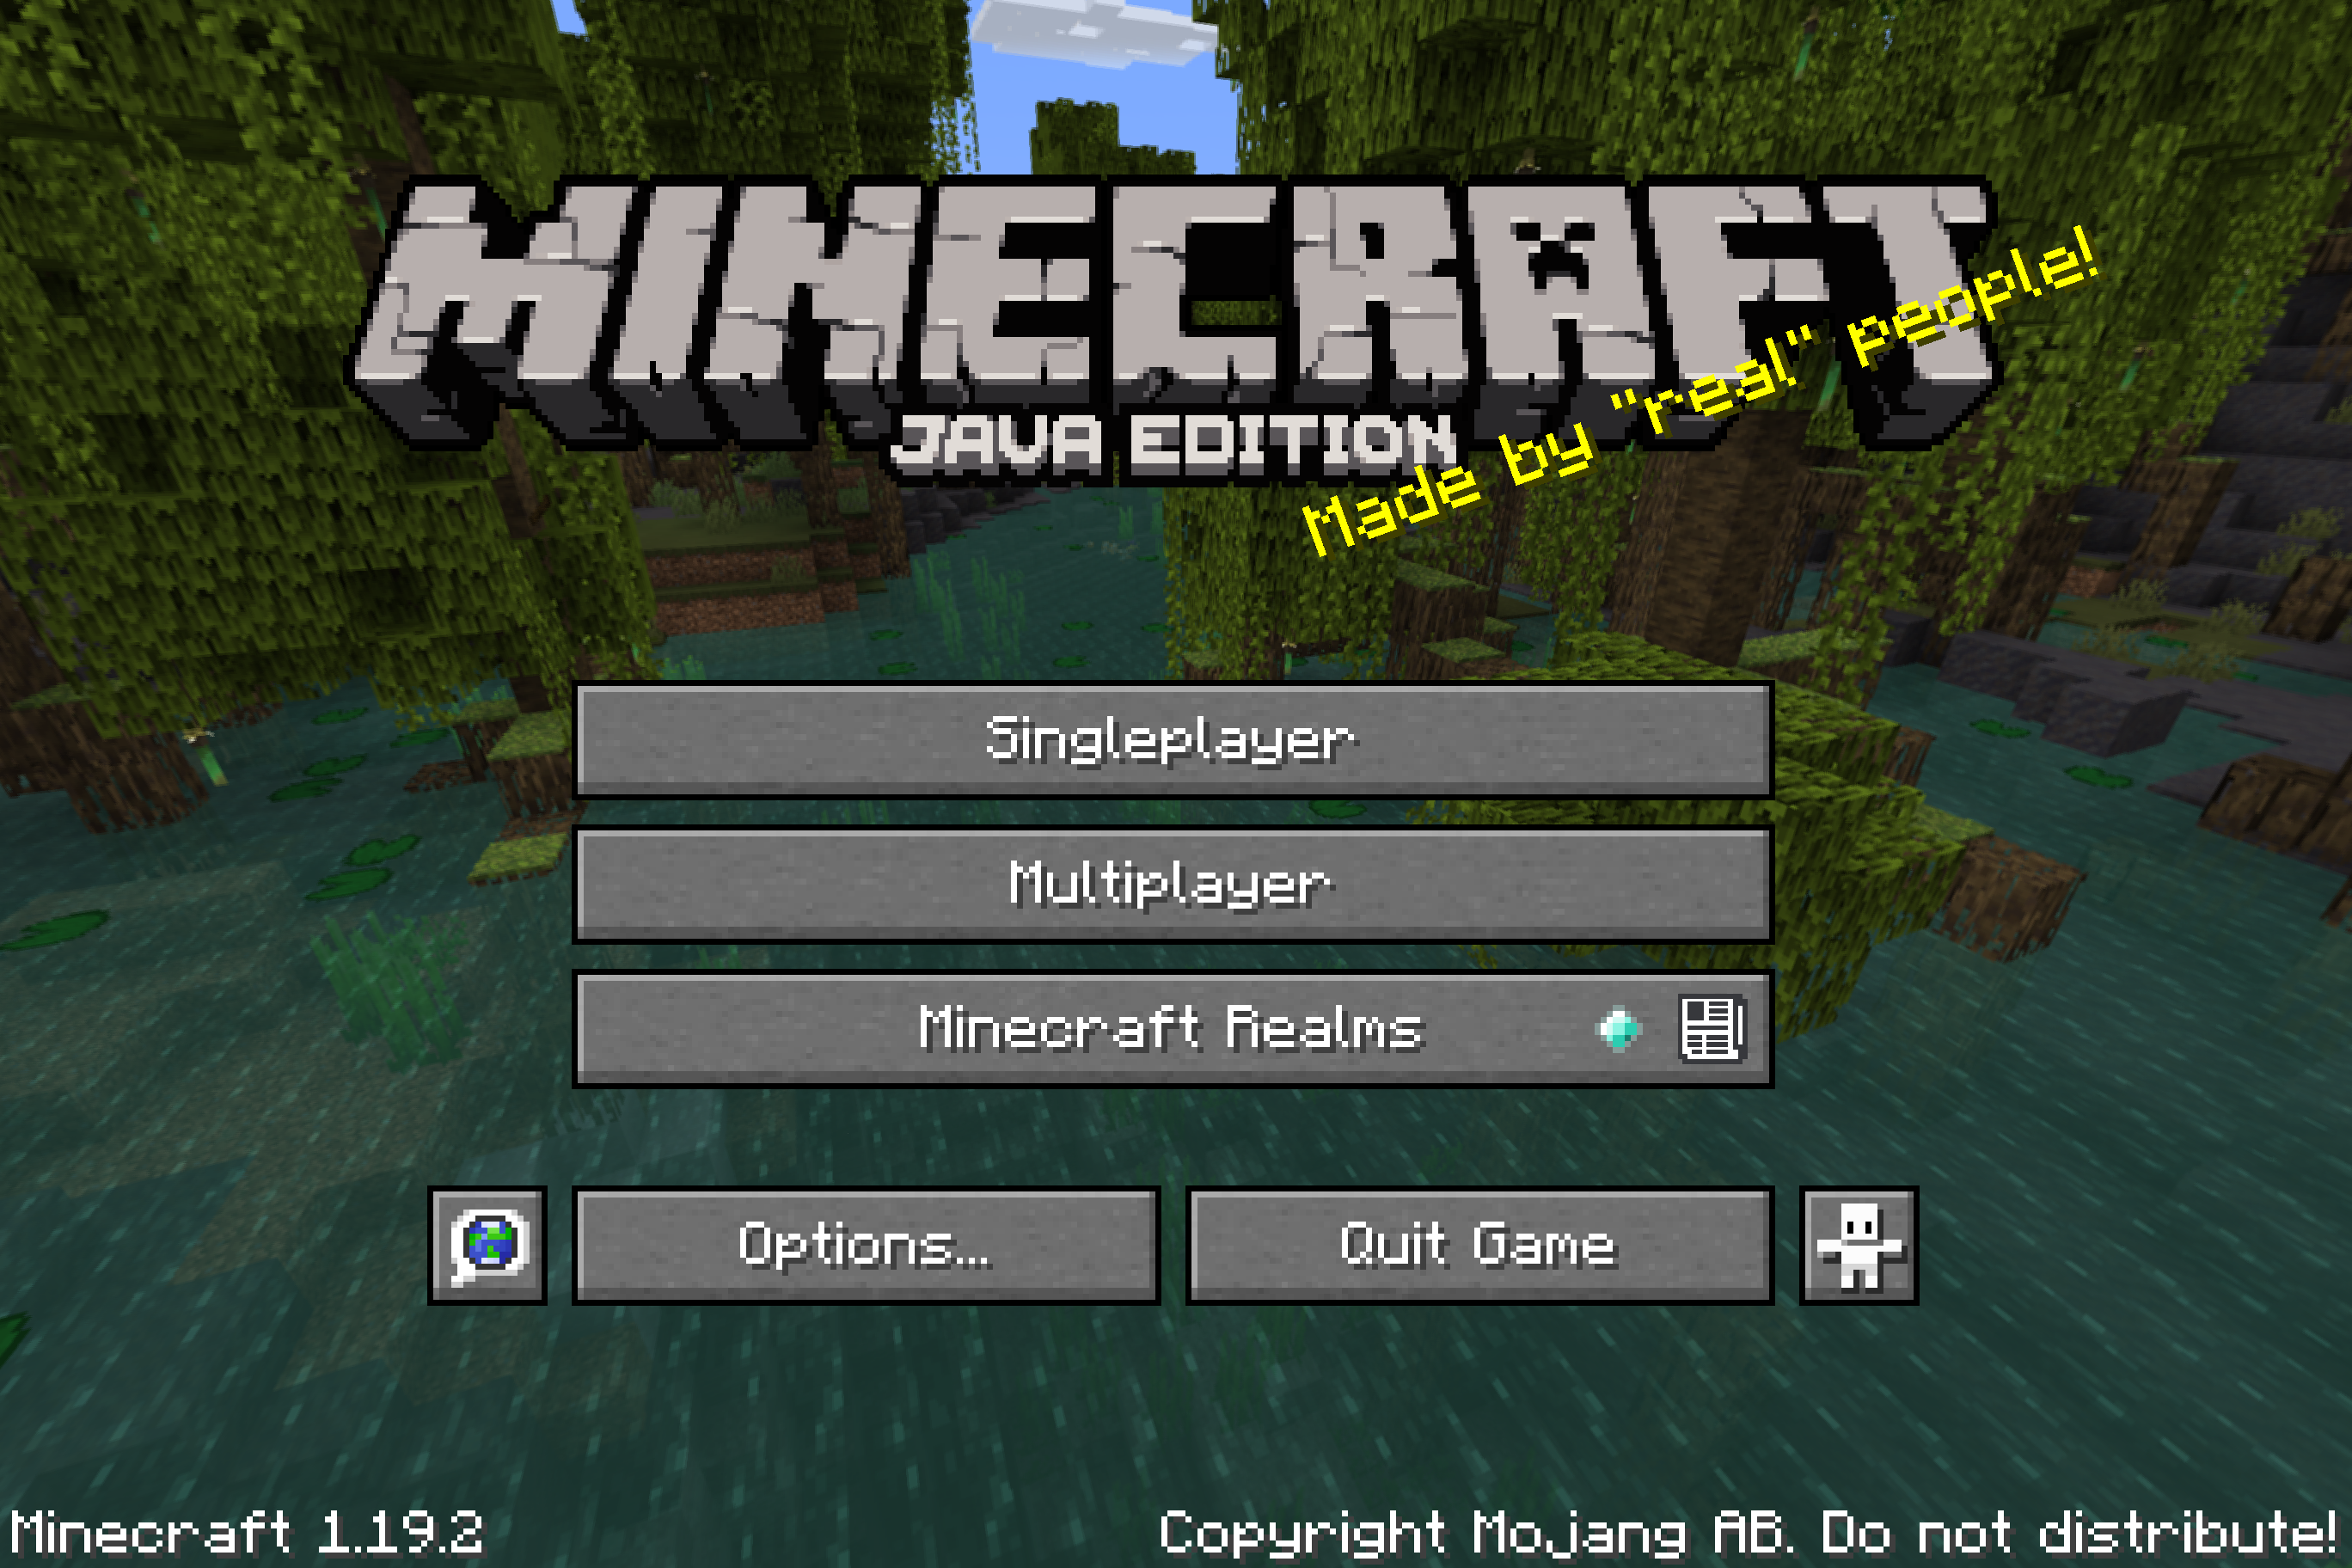 MINECRAFT
JAVA EDITION
Made by "real" people!
Singleplayer
Multiplayer
Minecraft Realms
Options...
Quit Game
Minecraft 1.19.2
Copyright Mojang AB. Do not distribute!